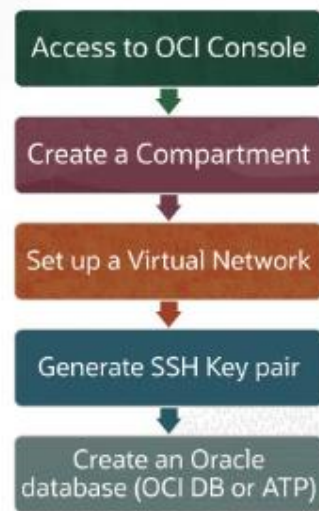 Access to OCI Console
Create a Compartment
Set up a Virtual Network
Generate SSH Key pair
Create an Oracle
database (OCI DB or ATP)